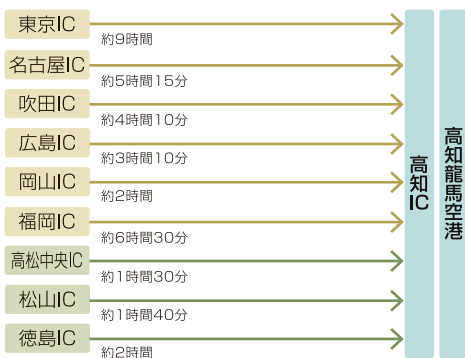 東京IC
約9時間
名古屋IC
約5時間15分
吹田IC
約4時間10分
広島IC
約3時間10分
岡山IC
約2時間
福岡IC
約6時間30分
高松中央IC
約1時間30分
松山IC
約1時間40分
徳島IC
約2時間
高知IC
高知龍馬空港